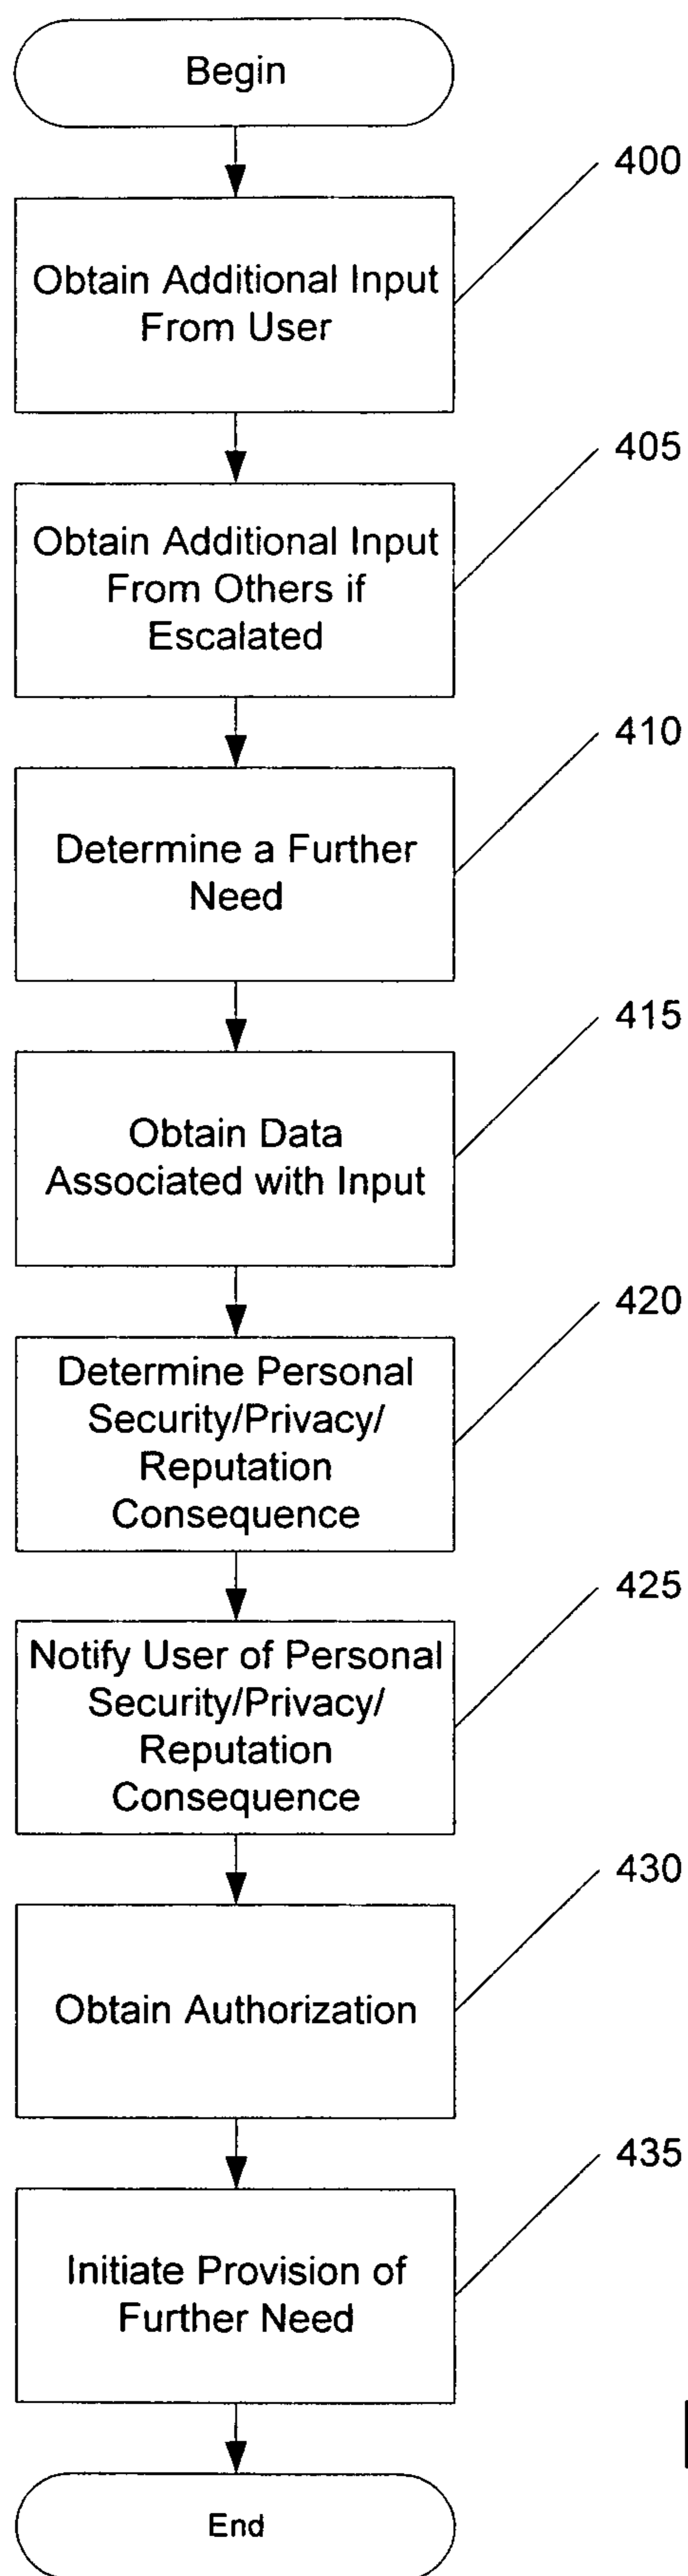 Begin
400
Obtain Additional Input
From User
405
Obtain Additional Input
From Others if
Escalated
410
Determine a Further
Need
415
Obtain Data
Associated with Input
420
Determine Personal
Security/Privacy/
Reputation
Consequence
425
Notify User of Personal
Security/Privacy/
Reputation
Consequence
430
Obtain Authorization
435
Initiate Provision of
Further Need
End